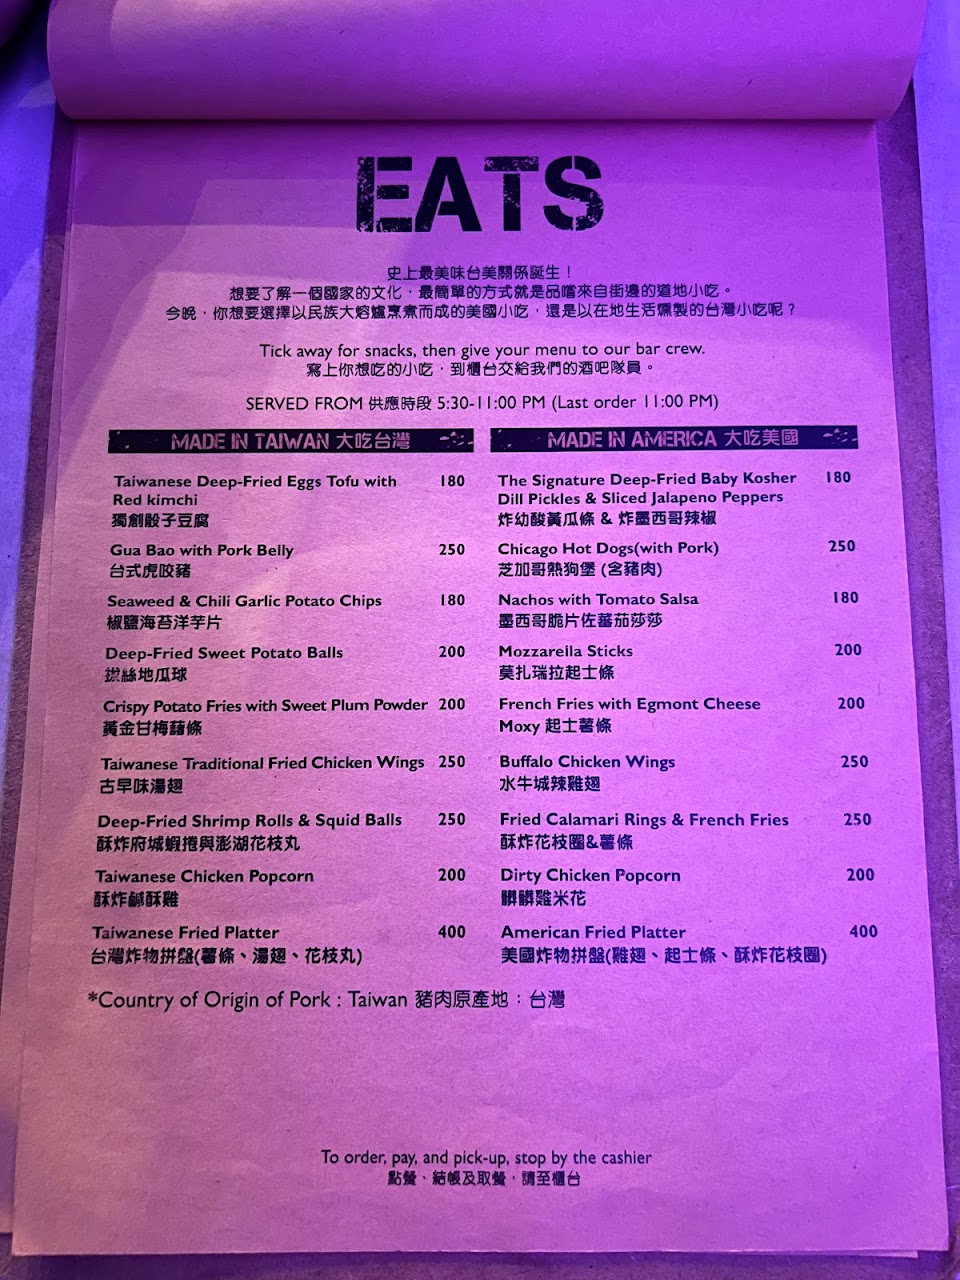 EATS
史上最美味台美關係誕生！
想要了解一個國家的文化，最簡單的方式就是品嚐來自街邊的道地小吃。
今晚，你想要選擇以民族大熔爐烹煮而成的美國小吃，還是以在地生活燻製的台灣小吃呢？
Tick away for snacks, then give your menu to our bar crew.
寫上你想吃的小吃，到櫃台交給我們的酒吧隊員。
SERVED FROM 供應時段 5:30-11:00 PM (Last order 11:00 PM)
MADE IN TAIWAN 大吃台灣
Taiwanese Deep-Fried Eggs Tofu with 180
Red kimchi
獨創骰子豆腐
Gua Bao with Pork Belly 250
台式虎咬豬
Seaweed & Chili Garlic Potato Chips 180
椒鹽海苔洋芋片
Deep-Fried Sweet Potato Balls 200
拔絲地瓜球
Crispy Potato Fries with Sweet Plum Powder 200
黃金甘梅藷條
Taiwanese Traditional Fried Chicken Wings 250
古早味湯翅
Deep-Fried Shrimp Rolls & Squid Balls 250
酥炸府城蝦捲與澎湖花枝丸
Taiwanese Chicken Popcorn 200
酥炸鹹酥雞
Taiwanese Fried Platter 400
台灣炸物拼盤(薯條、湯翅、花枝丸)
MADE IN AMERICA 大吃美國
The Signature Deep-Fried Baby Kosher 180
Dill Pickles & Sliced Jalapeno Peppers
炸幼酸黃瓜條 & 炸墨西哥辣椒
Chicago Hot Dogs(with Pork) 250
芝加哥熱狗堡 (含豬肉)
Nachos with Tomato Salsa 180
墨西哥脆片佐蕃茄莎莎
Mozzarella Sticks 200
莫扎瑞拉起士條
French Fries with Egmont Cheese 200
Moxy 起士薯條
Buffalo Chicken Wings 250
水牛城辣雞翅
Fried Calamari Rings & French Fries 250
酥炸花枝圈&薯條
Dirty Chicken Popcorn 200
髒髒雞米花
American Fried Platter 400
美國炸物拼盤(雞翅、起士條、酥炸花枝圈)
*Country of Origin of Pork : Taiwan 豬肉原產地：台灣
To order, pay, and pick-up, stop by the cashier
點餐、結帳及取餐，請至櫃台